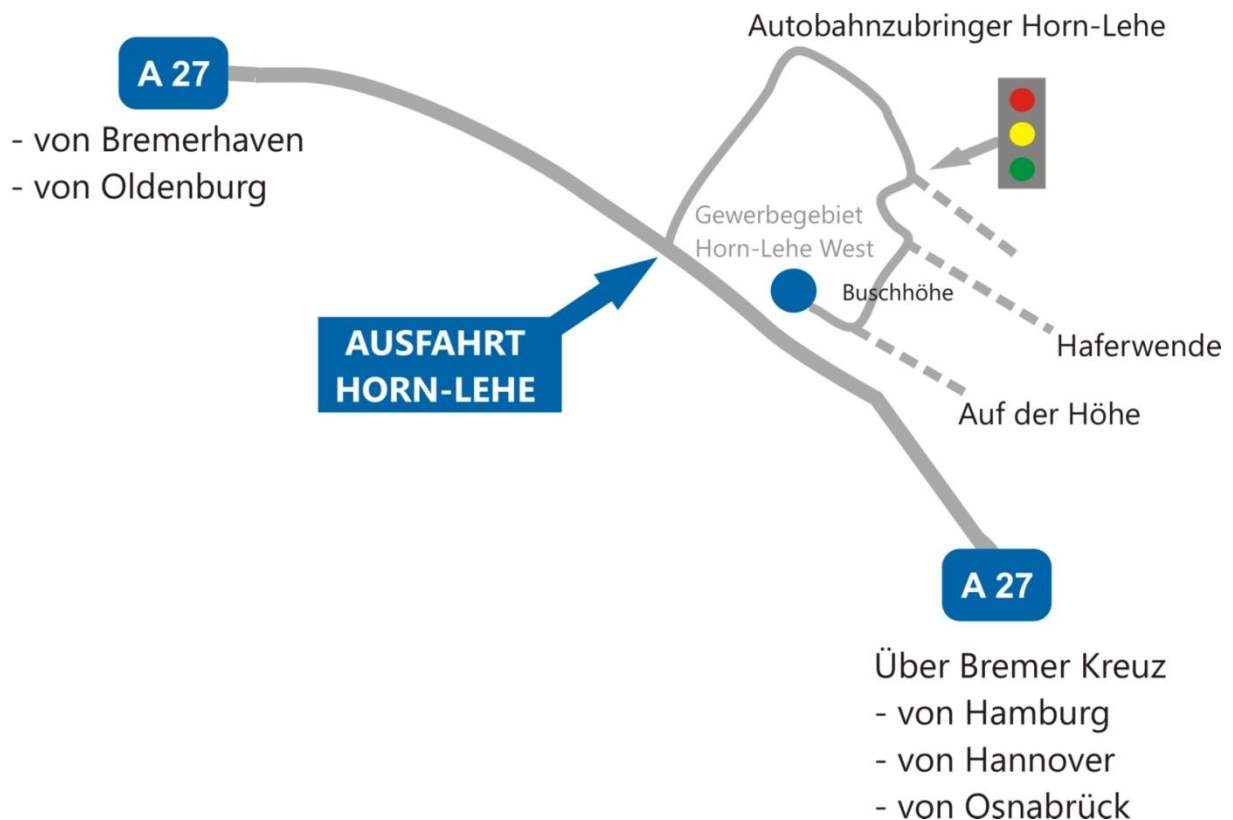 Autobahnzubringer Horn-Lehe
A 27
- von Bremerhaven
- von Oldenburg
Gewerbegebiet
Horn-Lehe West
Buschhöhe
AUSFAHRT
HORN-LEHE
Haferwende
Auf der Höhe
A 27
Über Bremer Kreuz
- von Hamburg
- von Hannover
- von Osnabrück